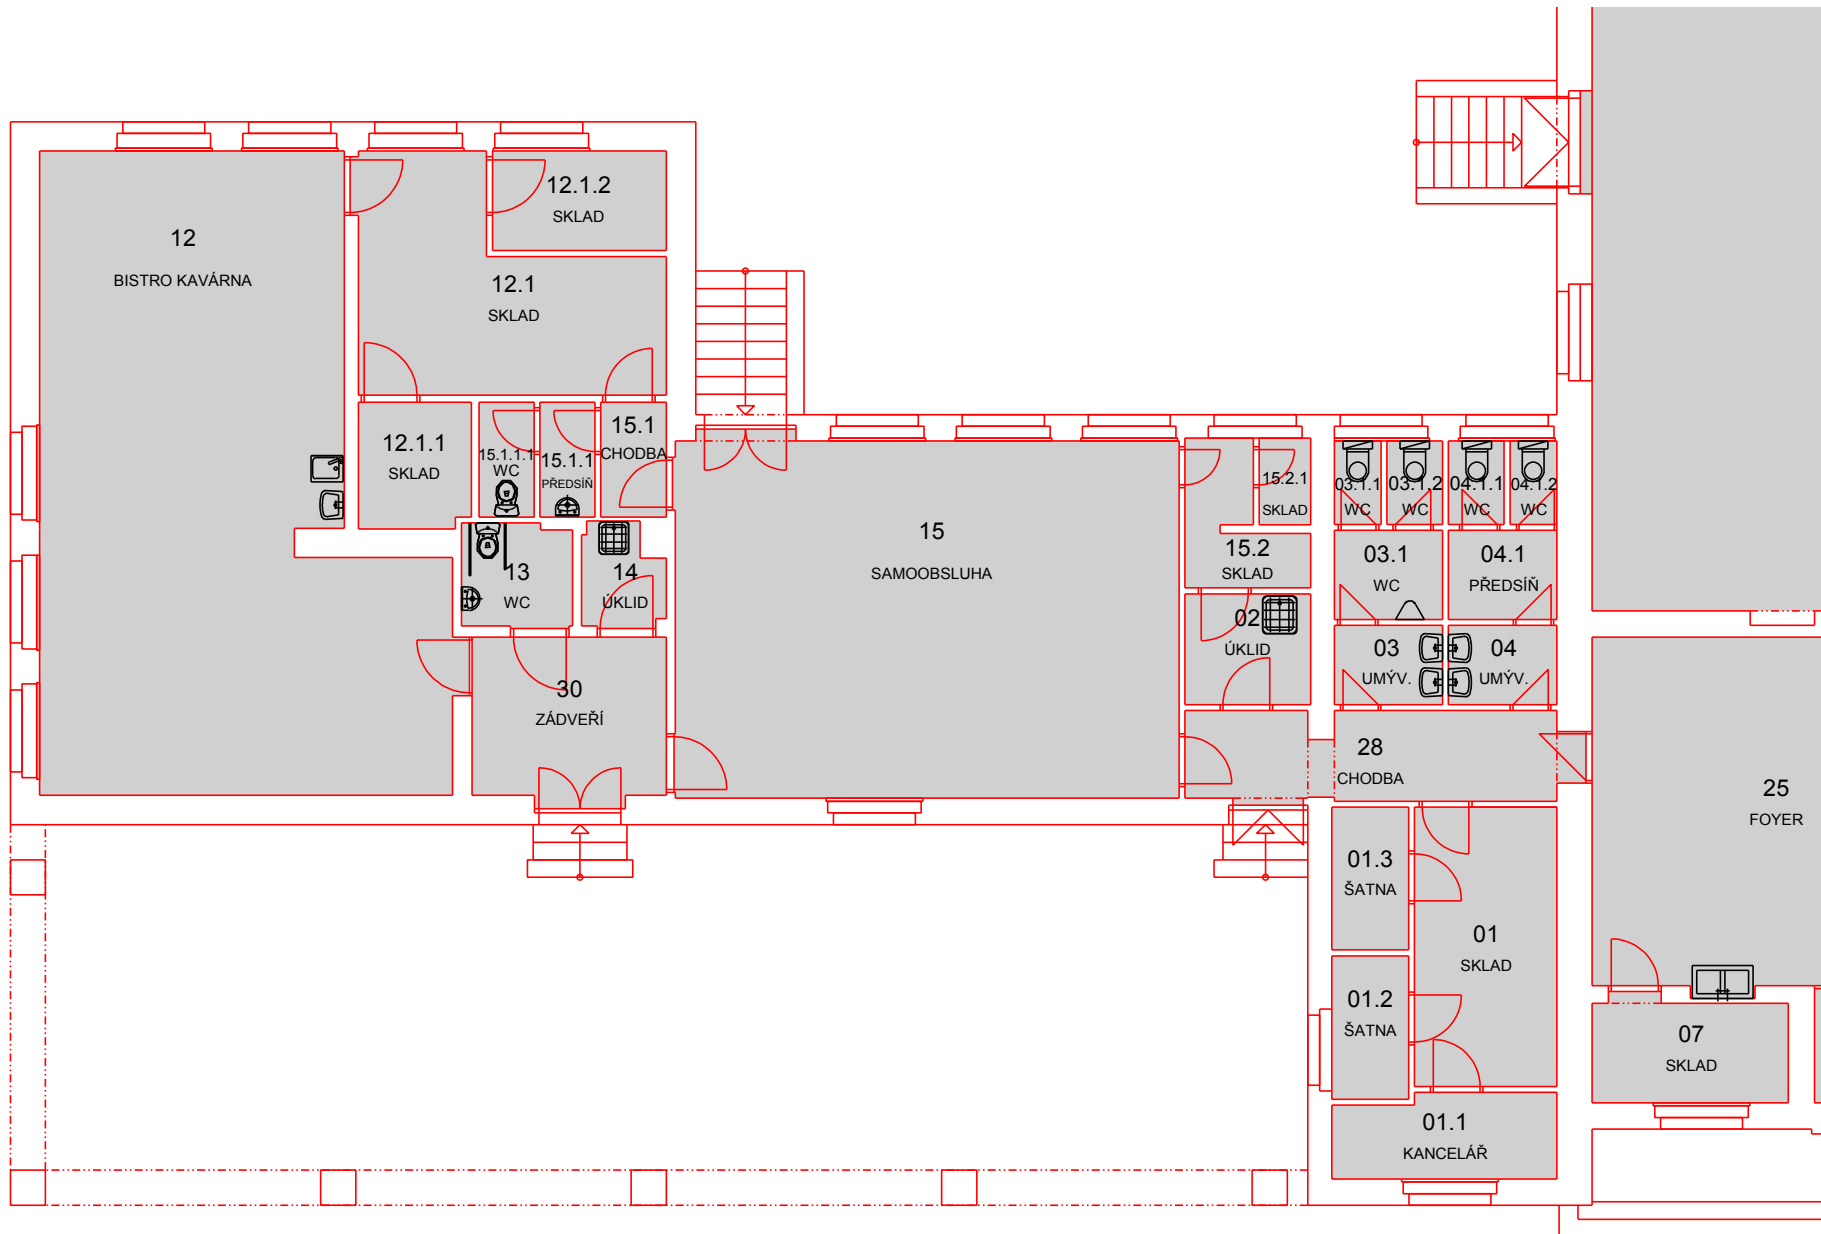 12
BISTRO KAVÁRNA
12.1.2
SKLAD
12.1
SKLAD
12.1.1
SKLAD
15.1.1.1
WC
15.1.1
PŘEDSÍŇ
15.1
CHODBA
13
WC
14
ÚKLID
30
ZÁDVEŘÍ
15
SAMOOBSLUHA
15.2.1
SKLAD
15.2
SKLAD
02
ÚKLID
03.1.1
WC
03.1.2
WC
04.1.1
WC
04.1.2
WC
03.1
WC
04.1
PŘEDSÍŇ
03
UMÝV.
04
UMÝV.
28
CHODBA
25
FOYER
01.3
ŠATNA
01
SKLAD
01.2
ŠATNA
01.1
KANCELÁŘ
07
SKLAD